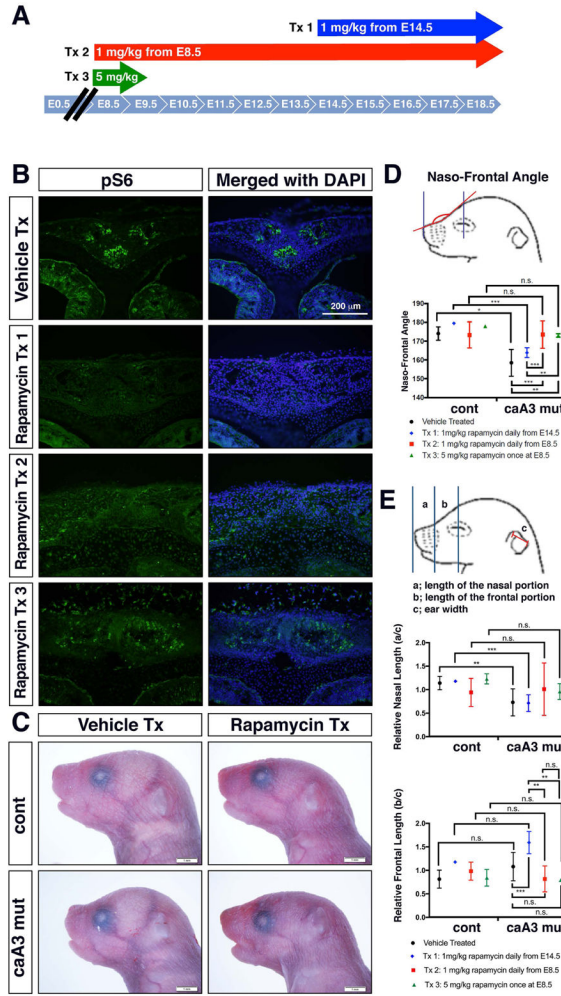 A
Tx 1
1 mg/kg from E14.5
Tx 2
1 mg/kg from E8.5
Tx 3
5 mg/kg
E0.5 E8.5 E9.5 E10.5 E11.5 E12.5 E13.5 E14.5 E15.5 E16.5 E17.5 E18.5
B
pS6
Merged with DAPI
Vehicle Tx
200 μm
Rapamycin Tx 1
Rapamycin Tx 2
Rapamycin Tx 3
C
Vehicle Tx
Rapamycin Tx
cont
caA3 mut
D
Naso-Frontal Angle
n.s.
n.s.
***
*
Naso-Frontal Angle
200
190
180
170
160
150
140
***
**
***
**
cont
caA3 mut
Vehicle Treated
Tx 1: 1mg/kg rapamycin daily from E14.5
Tx 2: 1 mg/kg rapamycin daily from E8.5
Tx 3: 5 mg/kg rapamycin once at E8.5
E
a
b
c
a; length of the nasal portion
b; length of the frontal portion
c; ear width
n.s.
n.s.
***
**
Relative Nasal Length (a/c)
2.0
1.5
1.0
0.5
0.0
cont
caA3 mut
n.s.
**
**
n.s.
n.s.
n.s.
n.s.
Relative Frontal Length (b/c)
2.0
1.5
1.0
0.5
0.0
***
n.s.
n.s.
cont
caA3 mut
Vehicle Treated
Tx 1: 1mg/kg rapamycin daily from E14.5
Tx 2: 1 mg/kg rapamycin daily from E8.5
Tx 3: 5 mg/kg rapamycin once at E8.5